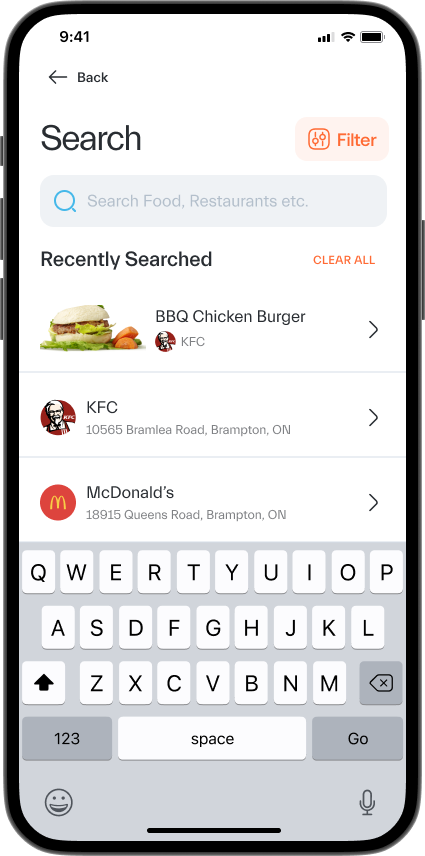 9:41
Back
Search
Filter
Search Food, Restaurants etc.
Recently Searched
CLEAR ALL
BBQ Chicken Burger
KFC
KFC
KFC
10565 Bramlea Road, Brampton, ON
McDonald's
18915 Queens Road, Brampton, ON
Q W E R T Y U I O P
A S D F G H J K L
Z X C V B N M
123 space Go